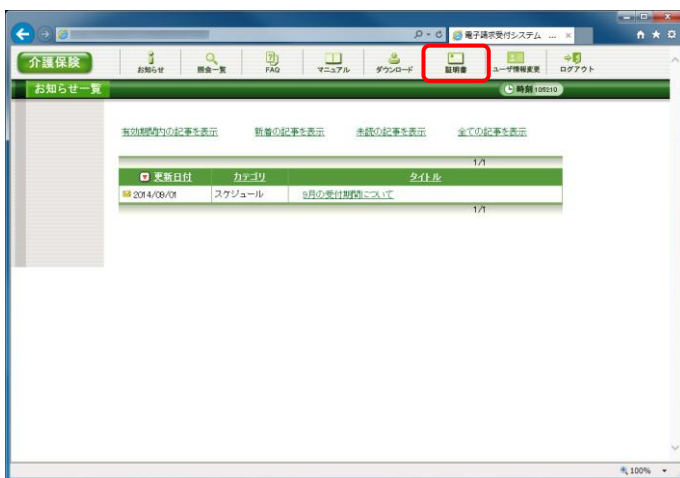 電子請求受付システム ...
介護保険
お知らせ 照会一覧 FAQ マニュアル ダウンロード 証明書 ユーザ情報変更 ログアウト
お知らせ一覧
時刻
有効期間内の記事を表示 新着の記事を表示 未読の記事を表示 全ての記事を表示
1/1
更新日付 カテゴリ タイトル
2014/09/01 スケジュール 9月の受付期間について
1/1
100%